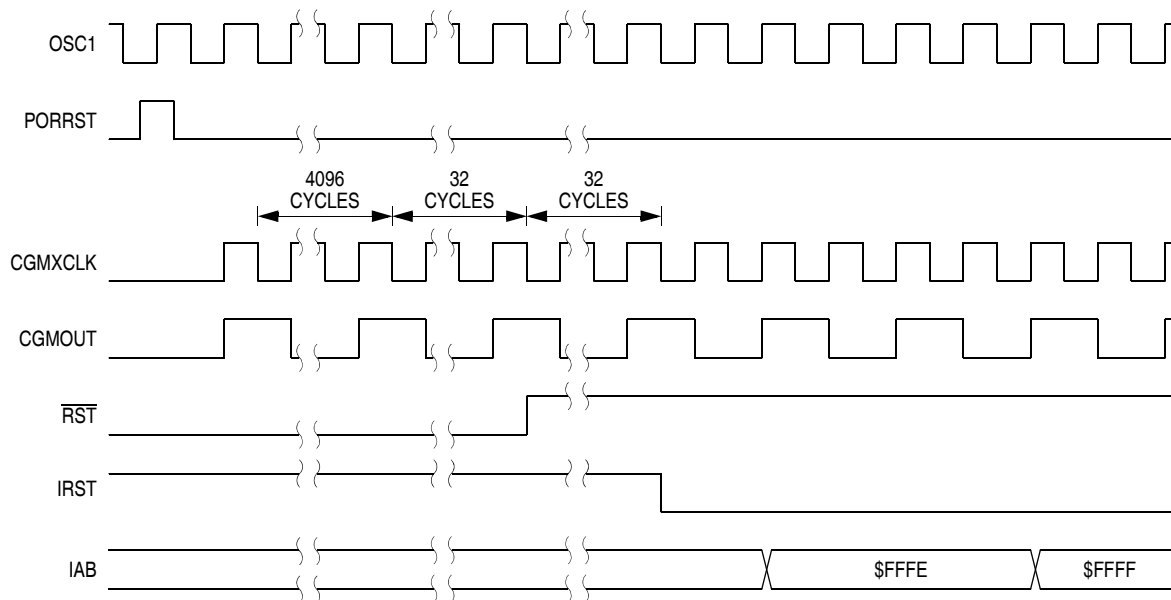 OSC1
PORRST
4096
CYCLES
32
CYCLES
32
CYCLES
CGMXCLK
CGMOUT
RST
IRST
IAB
$FFFE
$FFFF